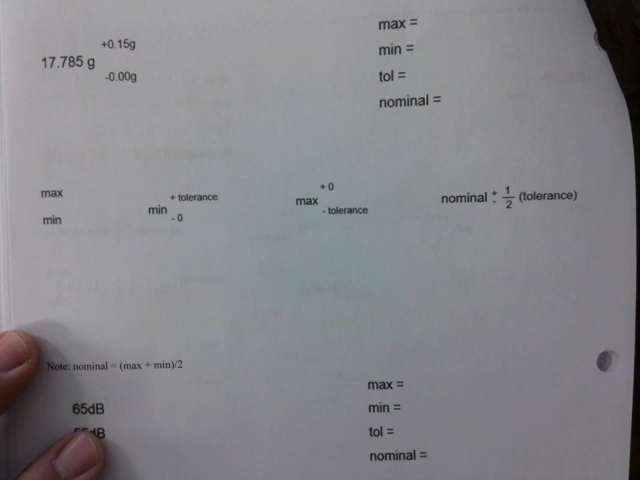 max =
+0.15g
17.785 g
min =
-0.00g
tol =
nominal =
max
min
min + tolerance - 0
max + 0 - tolerance
nominal ± 1/2 (tolerance)
Note: nominal = (max + min)/2
max =
65dB
min =
tol =
nominal =